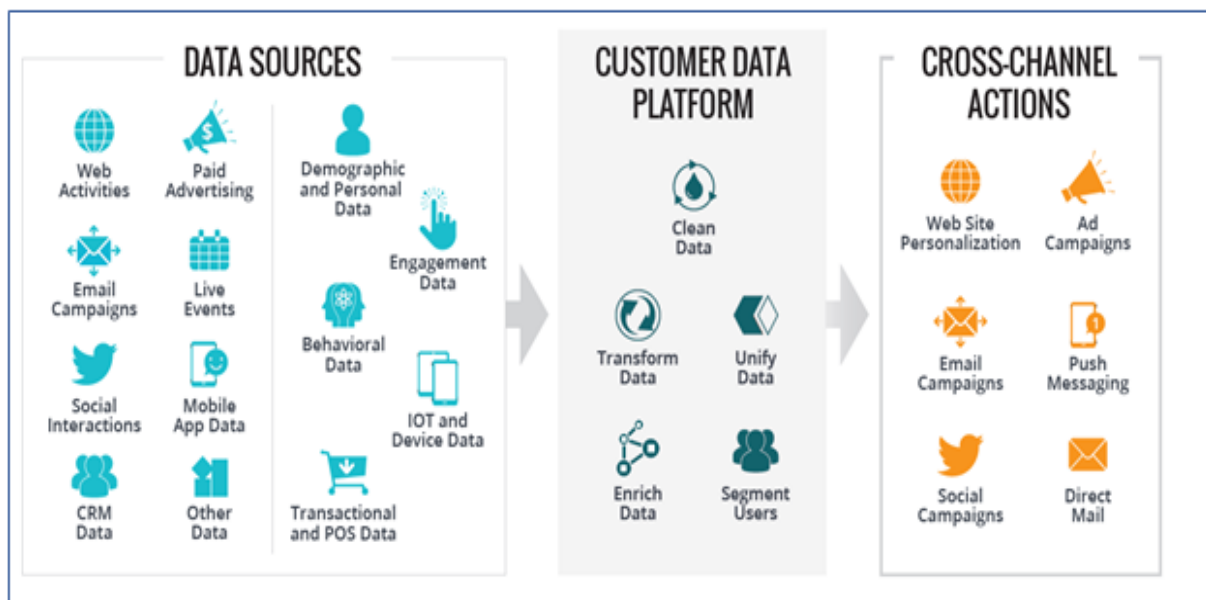 DATA SOURCES
Web
Activities
Paid
Advertising
Email
Campaigns
Live
Events
Social
Interactions
Mobile
App Data
CRM
Data
Other
Data
Demographic
and Personal
Data
Engagement
Data
Behavioral
Data
IOT and
Device Data
Transactional
and POS Data
CUSTOMER DATA
PLATFORM
Clean
Data
Transform
Data
Unify
Data
Enrich
Data
Segment
Users
CROSS-CHANNEL
ACTIONS
Web Site
Personalization
Ad
Campaigns
Email
Campaigns
1
Push
Messaging
Social
Campaigns
Direct
Mail